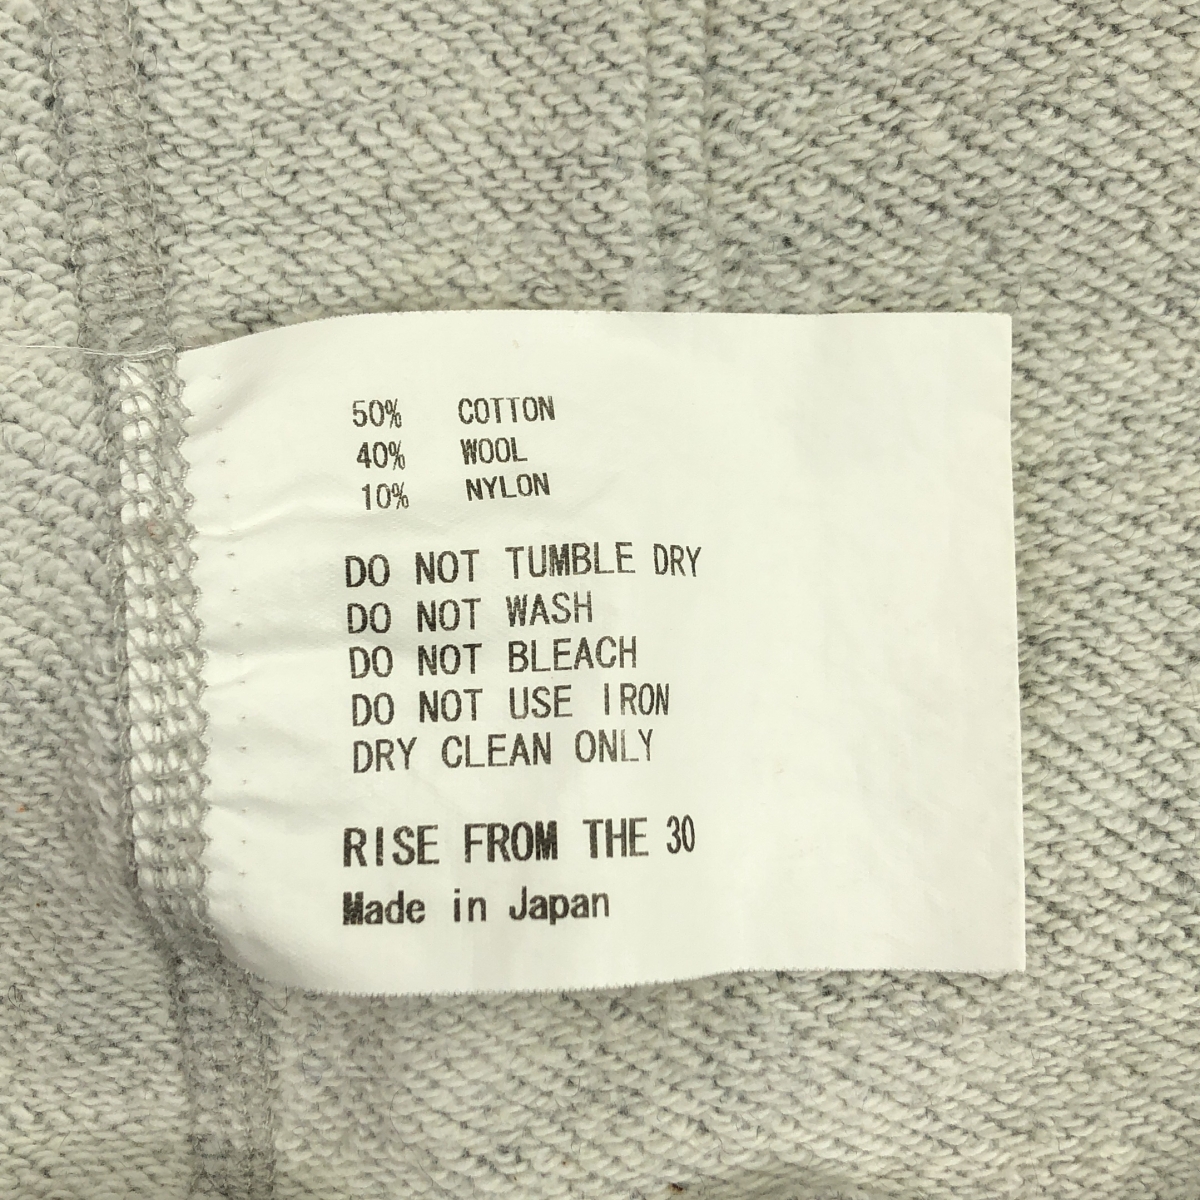 50% COTTON
40% WOOL
10% NYLON
DO NOT TUMBLE DRY
DO NOT WASH
DO NOT BLEACH
DO NOT USE IRON
DRY CLEAN ONLY
RISE FROM THE 30
Made in Japan